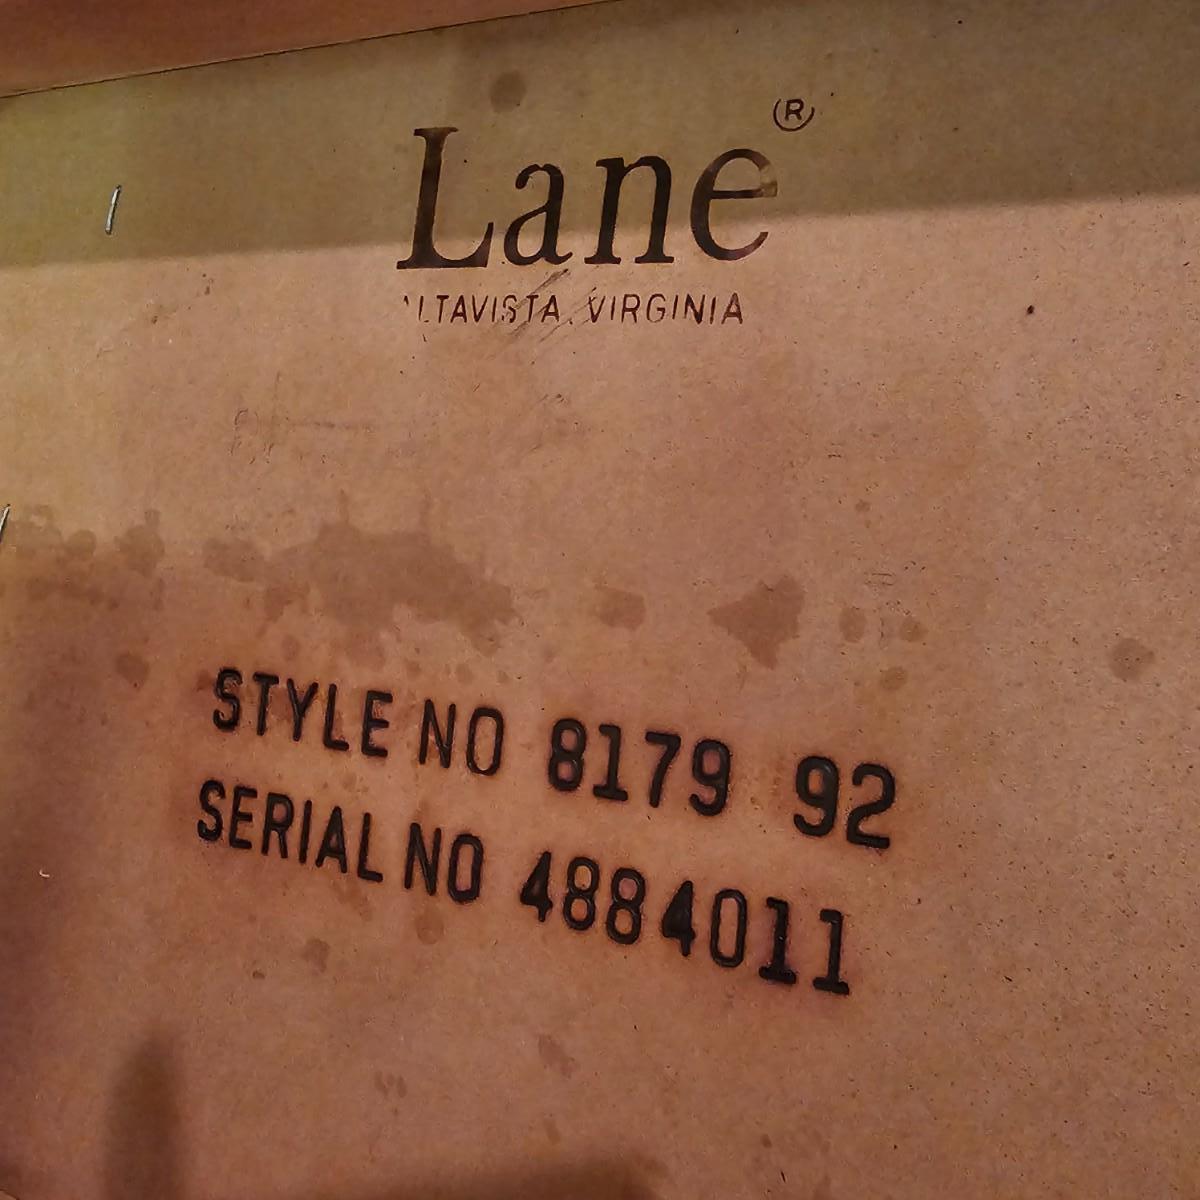 Lane®
ALTAVISTA, VIRGINIA
STYLE NO 8179 92
SERIAL NO 4884011